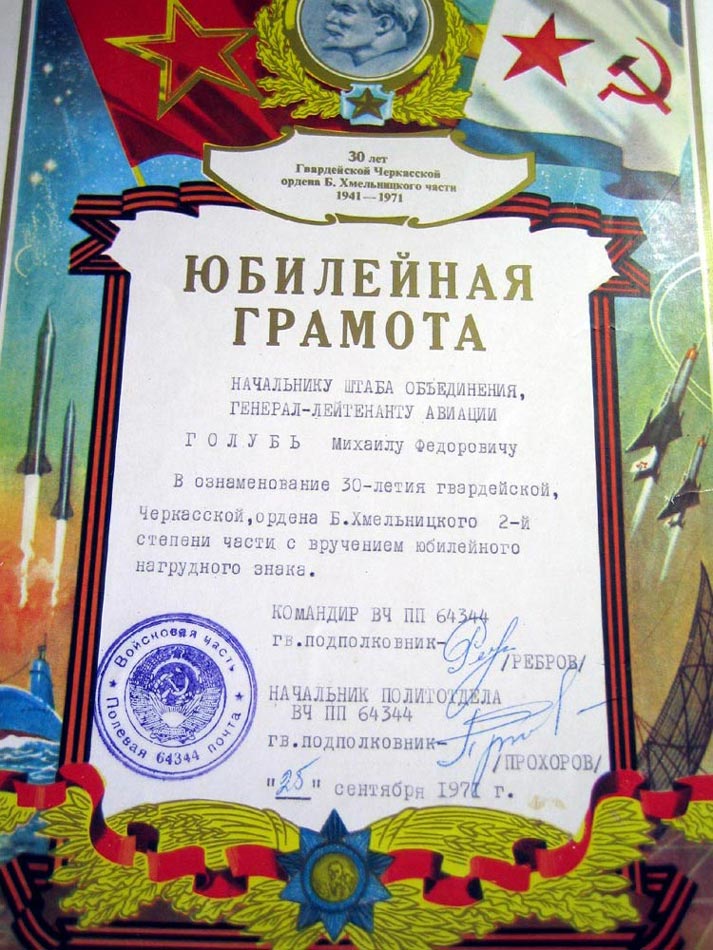 30 лет
Гвардейской Черкасской
ордена Б. Хмельницкого части
1941—1971
ЮБИЛЕЙНАЯ
ГРАМОТА
НАЧАЛЬНИКУ ШТАБА ОБЪЕДИНЕНИЯ,
ГЕНЕРАЛ-ЛЕЙТЕНАНТУ АВИАЦИИ
Г О Л У Б Ь Михаилу Федоровичу
В ознаменование 30-летия гвардейской,
Черкасской,ордена Б.Хмельницкого 2-й
степени части с вручением юбилейного
нагрудного знака.
КОМАНДИР ВЧ ПП 64344
гв.подполковник-
/РЕБРОВ/
НАЧАЛЬНИК ПОЛИТОТДЕЛА
ВЧ ПП 64344
гв.подполковник-
/ПРОХОРОВ/
"25" сентября 1971 г.
Войсковая часть
Полевая 64344 почта